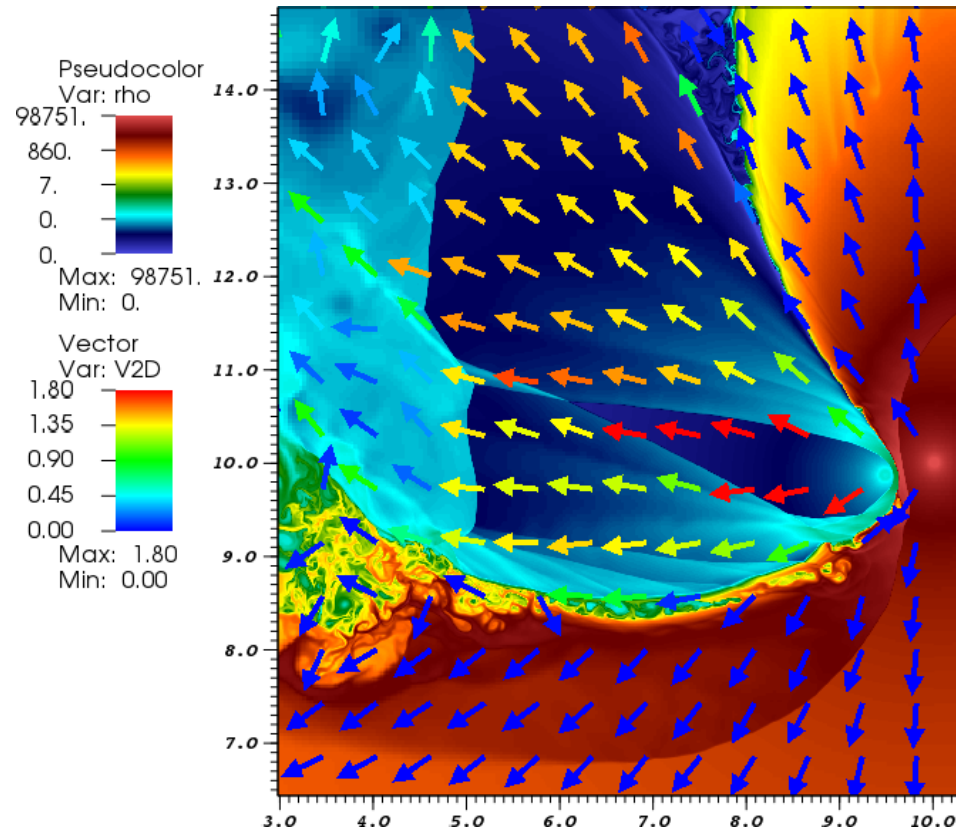 Pseudocolor
Var: rho
98751.
860.
7.
0.
0.
Max: 98751.
Min: 0.
Vector
Var: V2D
1.80
1.35
0.90
0.45
0.00
Max: 1.80
Min: 0.00
14.0
13.0
12.0
11.0
10.0
9.0
8.0
7.0
3.0 4.0 5.0 6.0 7.0 8.0 9.0 10.0